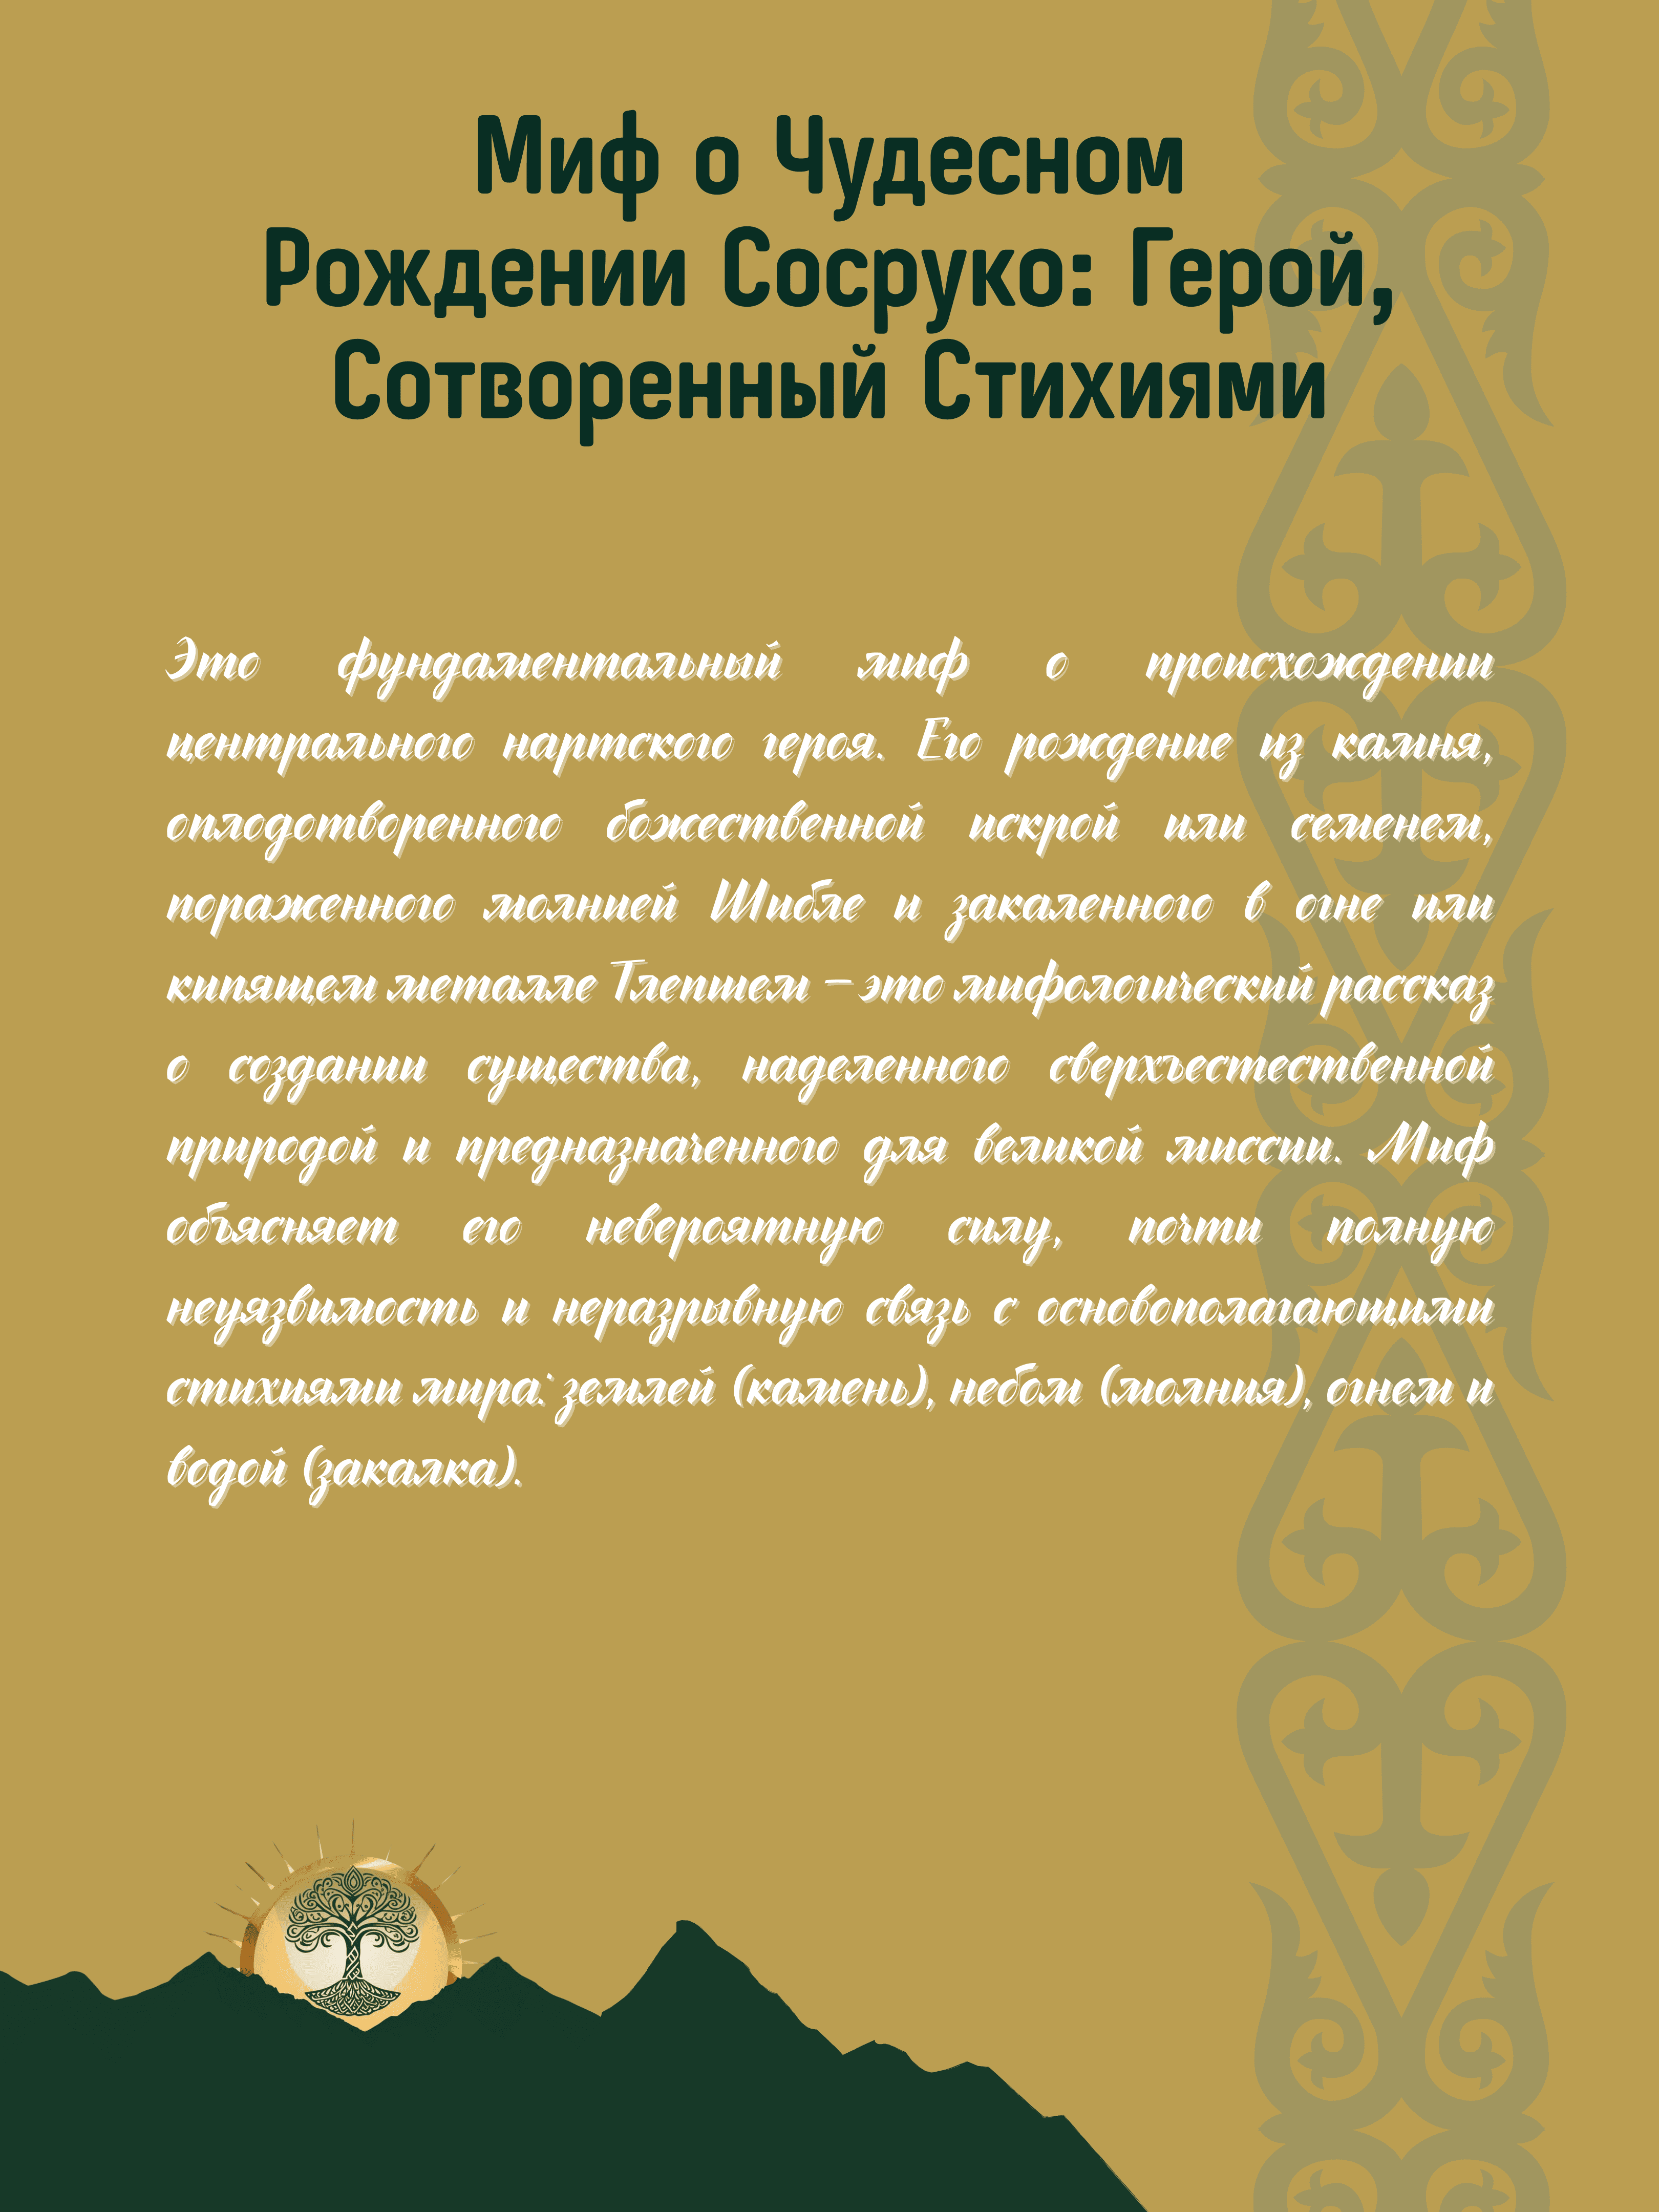 Миф о Чудесном
Рождении Сосруко: Герой,
Сотворенный Стихиями
Это фундаментальный миф о происхождении
центрального нартского героя. Его рождение из камня,
оплодотворенного божественной искрой или семенем,
пораженного молнией Шибле и закаленного в огне или
кипящем металле Тлепшем – это мифологический рассказ
о создании существа, наделенного сверхъестественной
природой и предназначенного для великой миссии. Миф
объясняет его невероятную силу, почти полную
неуязвимость и неразрывную связь с основополагающими
стихиями мира: землей (камень), небом (молния), огнем и
водой (закалка).